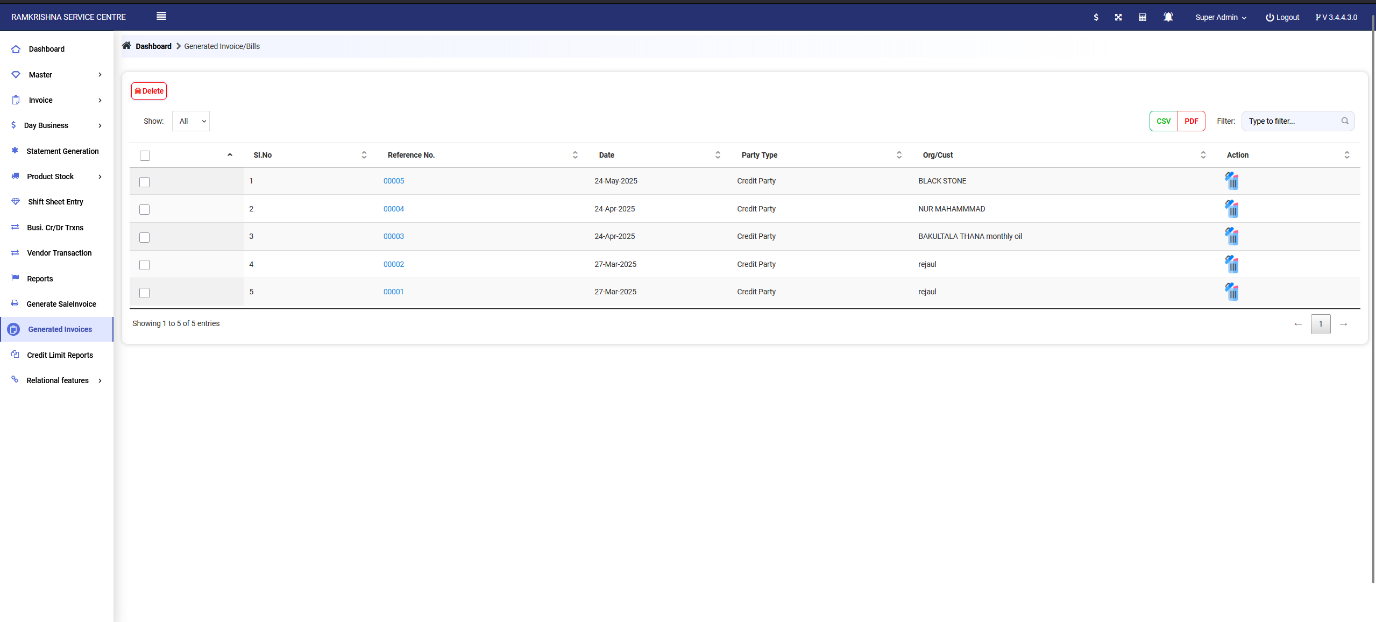 RAMKRISHNA SERVICE CENTRE
$ Super Admin Logout V 3.4.4.3.0
Dashboard
Master
Invoice
Day Business
Statement Generation
Product Stock
Shift Sheet Entry
Busi. Cr/Dr Trxns
Vendor Transaction
Reports
Generate SaleInvoice
Generated Invoices
Credit Limit Reports
Relational features
Dashboard > Generated Invoice/Bills
Delete
Show: All CSV PDF Filter: Type to filter...
Sl.No Reference No. Date Party Type Org/Cust Action
1 00005 24-May-2025 Credit Party BLACK STONE
2 00004 24-Apr-2025 Credit Party NUR MAHAMMMAD
3 00003 24-Apr-2025 Credit Party BAKULTALA THANA monthly oil
4 00002 27-Mar-2025 Credit Party rejaul
5 00001 27-Mar-2025 Credit Party rejaul
Showing 1 to 5 of 5 entries ← 1 →